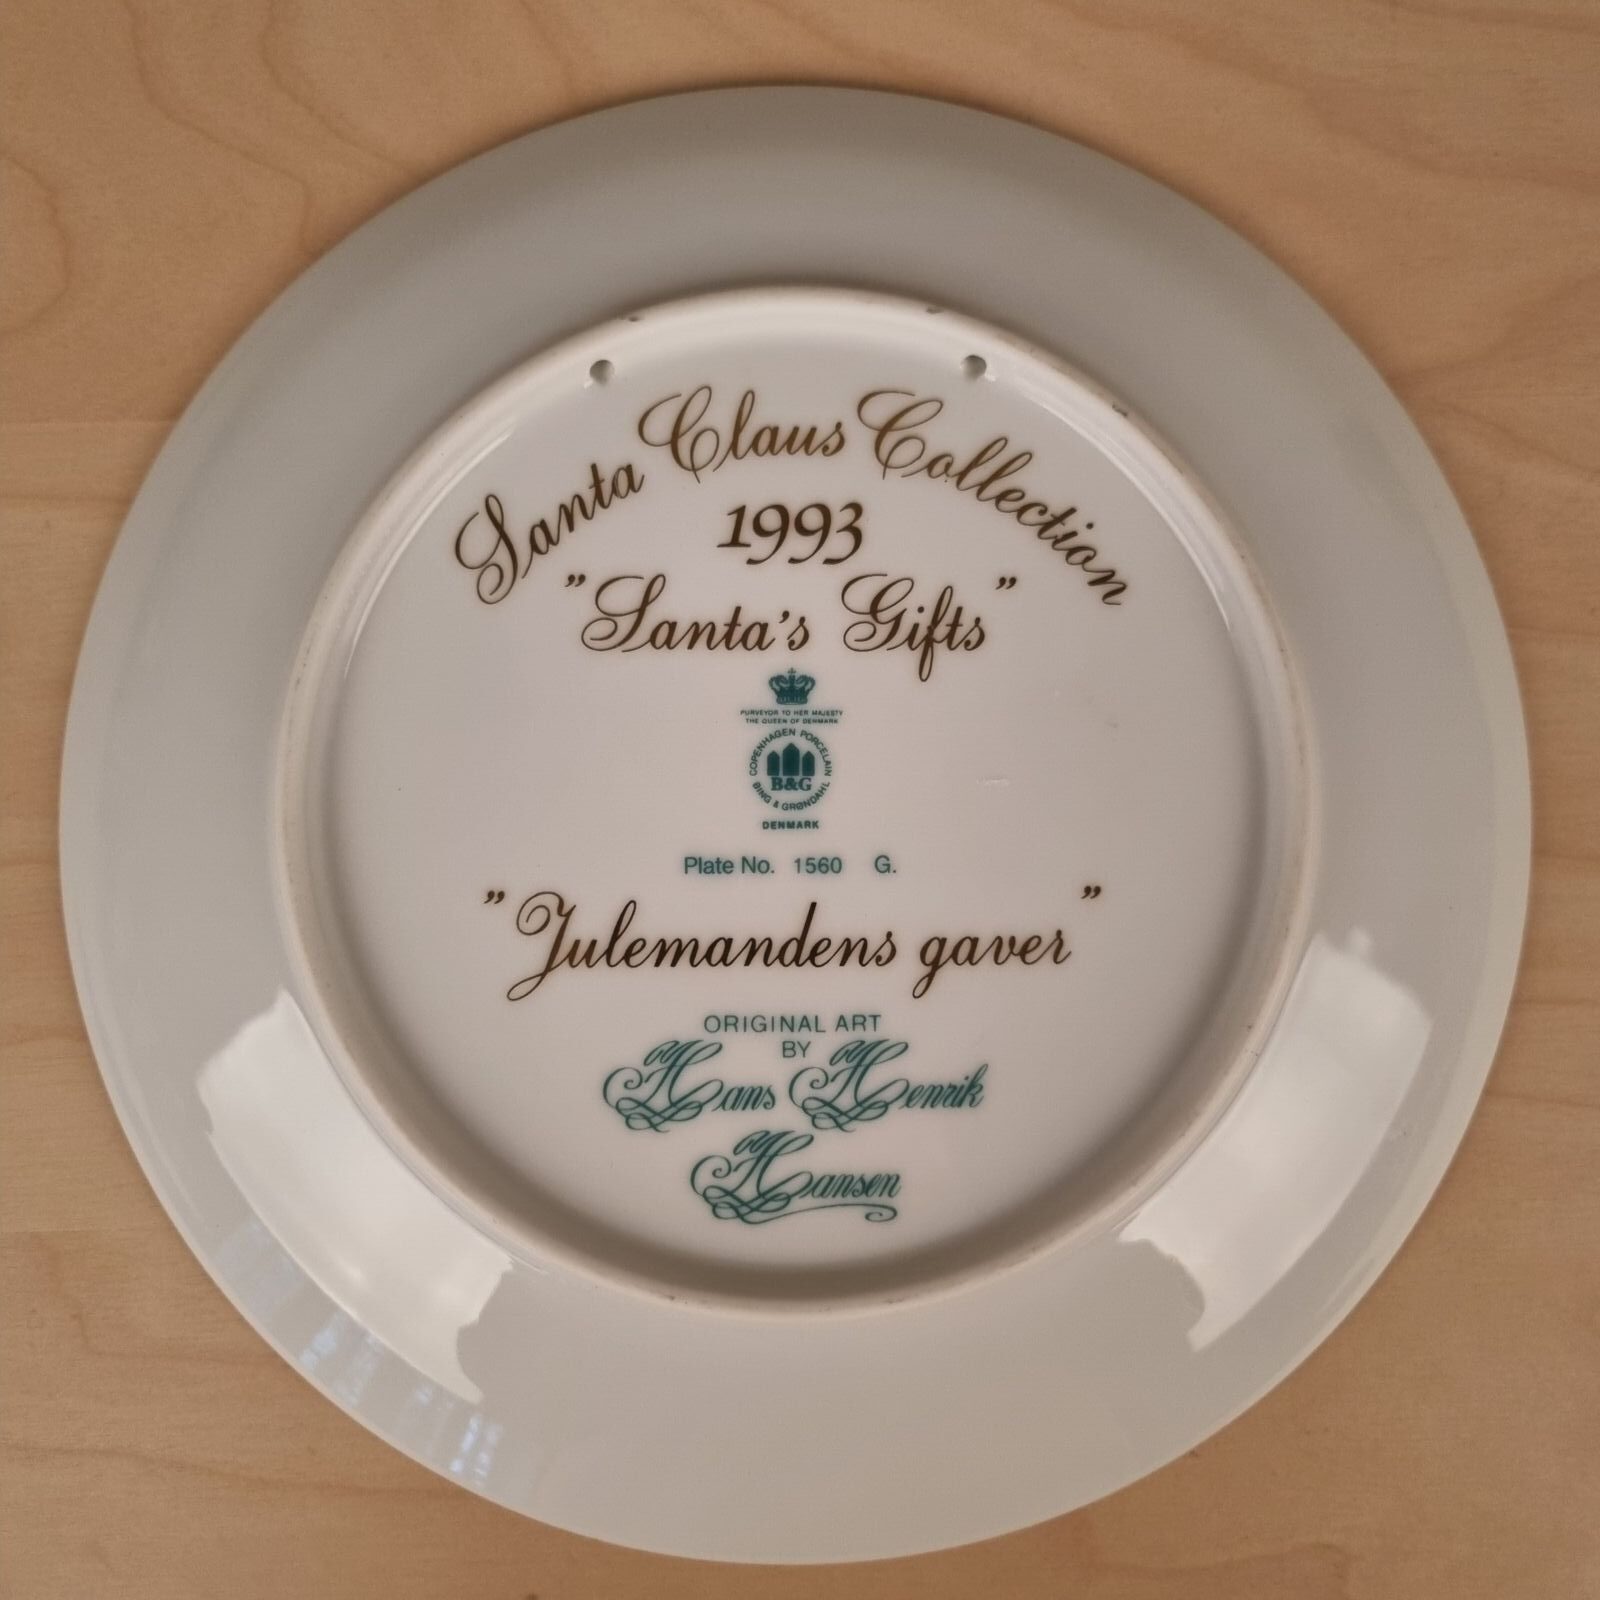 Santa Claus Collection
1993
"Santa's Gifts"
PURVEYOR TO HER MAJESTY
THE QUEEN OF DENMARK
COPENHAGEN PORCELAIN
B&G
BING & GRØNDAHL
DENMARK
Plate No. 1560 G.
"Julemandens gaver"
ORIGINAL ART
BY
Hans Henrik
Hansen